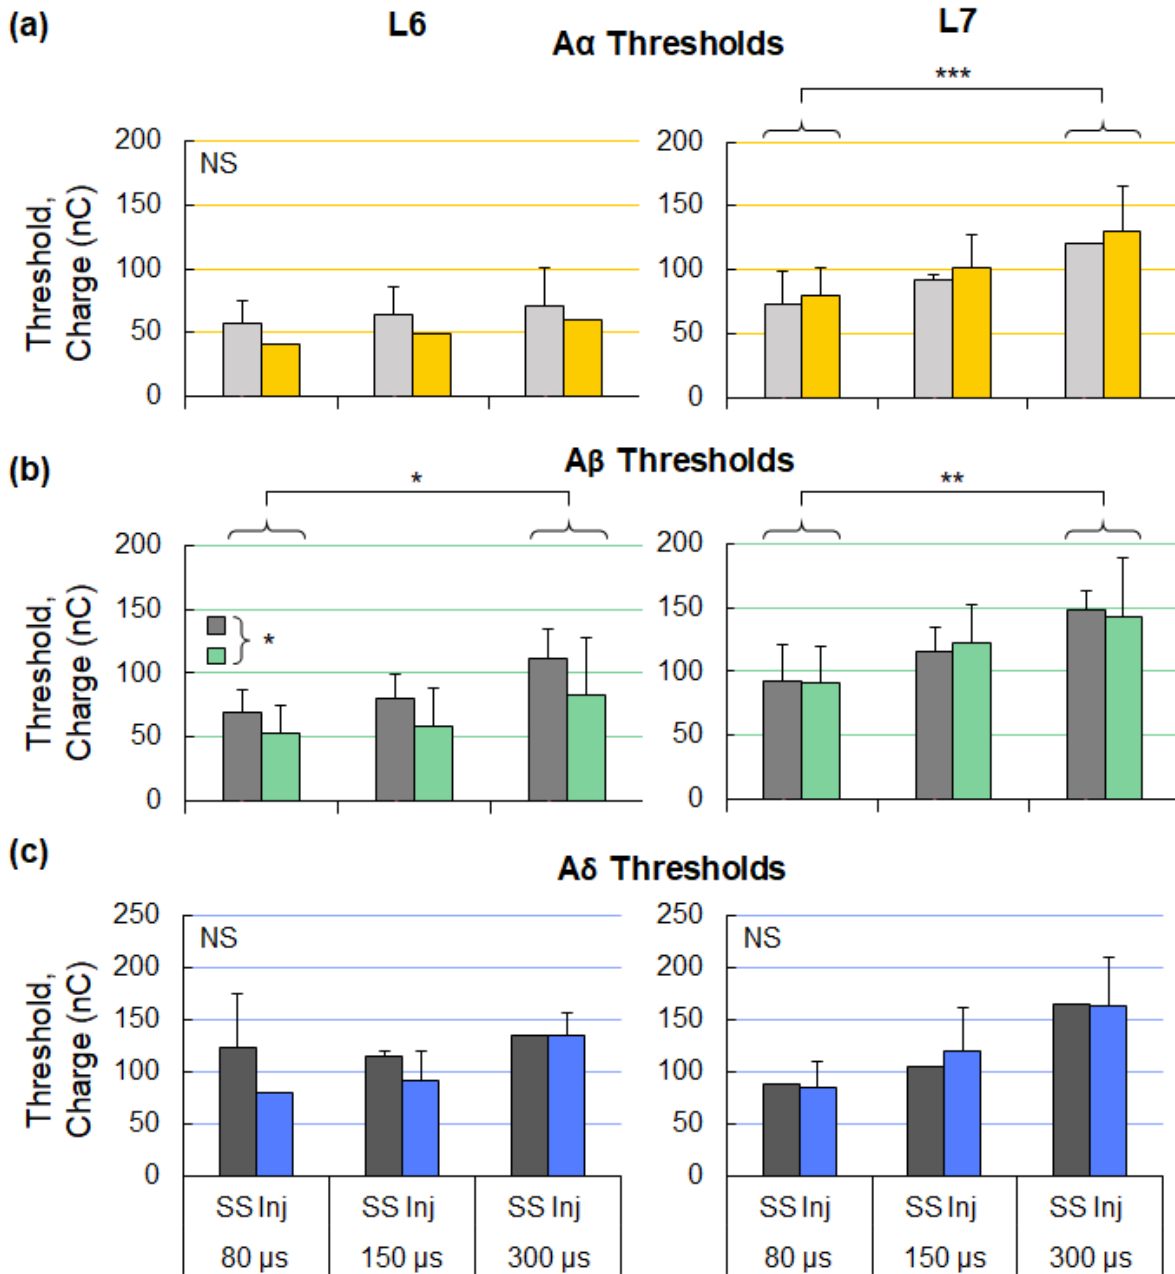 (a)
L6
L7
Aα Thresholds
***
Threshold,
Charge (nC)
200
150
100
50
0
NS
200
150
100
50
0
(b)
Aβ Thresholds
*
**
Threshold,
Charge (nC)
200
150
100
50
0
*
200
150
100
50
0
(c)
Aδ Thresholds
Threshold,
Charge (nC)
250
200
150
100
50
0
NS
250
200
150
100
50
0
NS
SS Inj SS Inj SS Inj
80 µs 150 µs 300 µs
SS Inj SS Inj SS Inj
80 µs 150 µs 300 µs